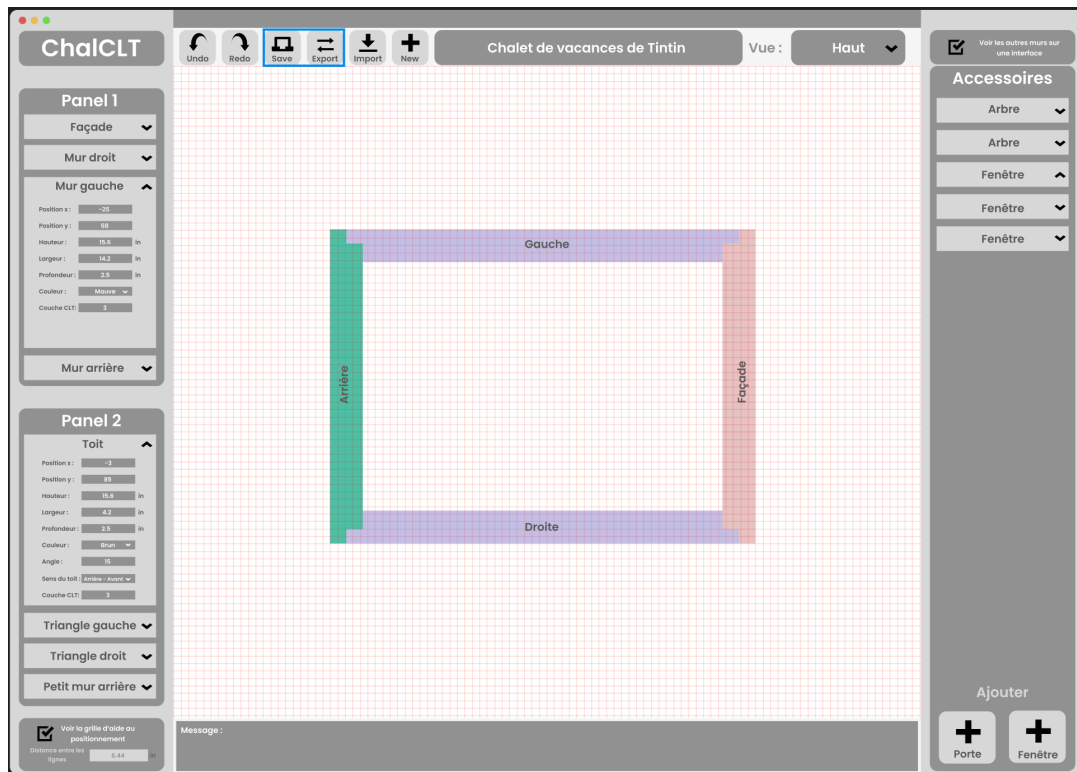 ChalCLT
Undo
Redo
Save
Export
Import
New
Chalet de vacances de Tintin
Vue :
Haut
Voir les autres murs sur
une interface
Panel 1
Façade
Mur droit
Mur gauche
Position x : -25
Position y : 68
Hauteur : 15.6 in
Largeur : 14.2 in
Profondeur : 2.5 in
Couleur : Mauve
Couche CLT: 3
Mur arrière
Panel 2
Toit
Position x : -3
Position y : 85
Hauteur : 15.6 in
Largeur : 4.2 in
Profondeur : 2.5 in
Couleur : Brun
Angle : 15
Sens du toit : Arrière - Avant
Couche CLT: 3
Triangle gauche
Triangle droit
Petit mur arrière
Voir la grille d'aide au
positionnement
Distance entre les
lignes 6.44 in
Gauche
Arrière
Façade
Droite
Message :
Accessoires
Arbre
Arbre
Fenêtre
Fenêtre
Fenêtre
Ajouter
Porte
Fenêtre